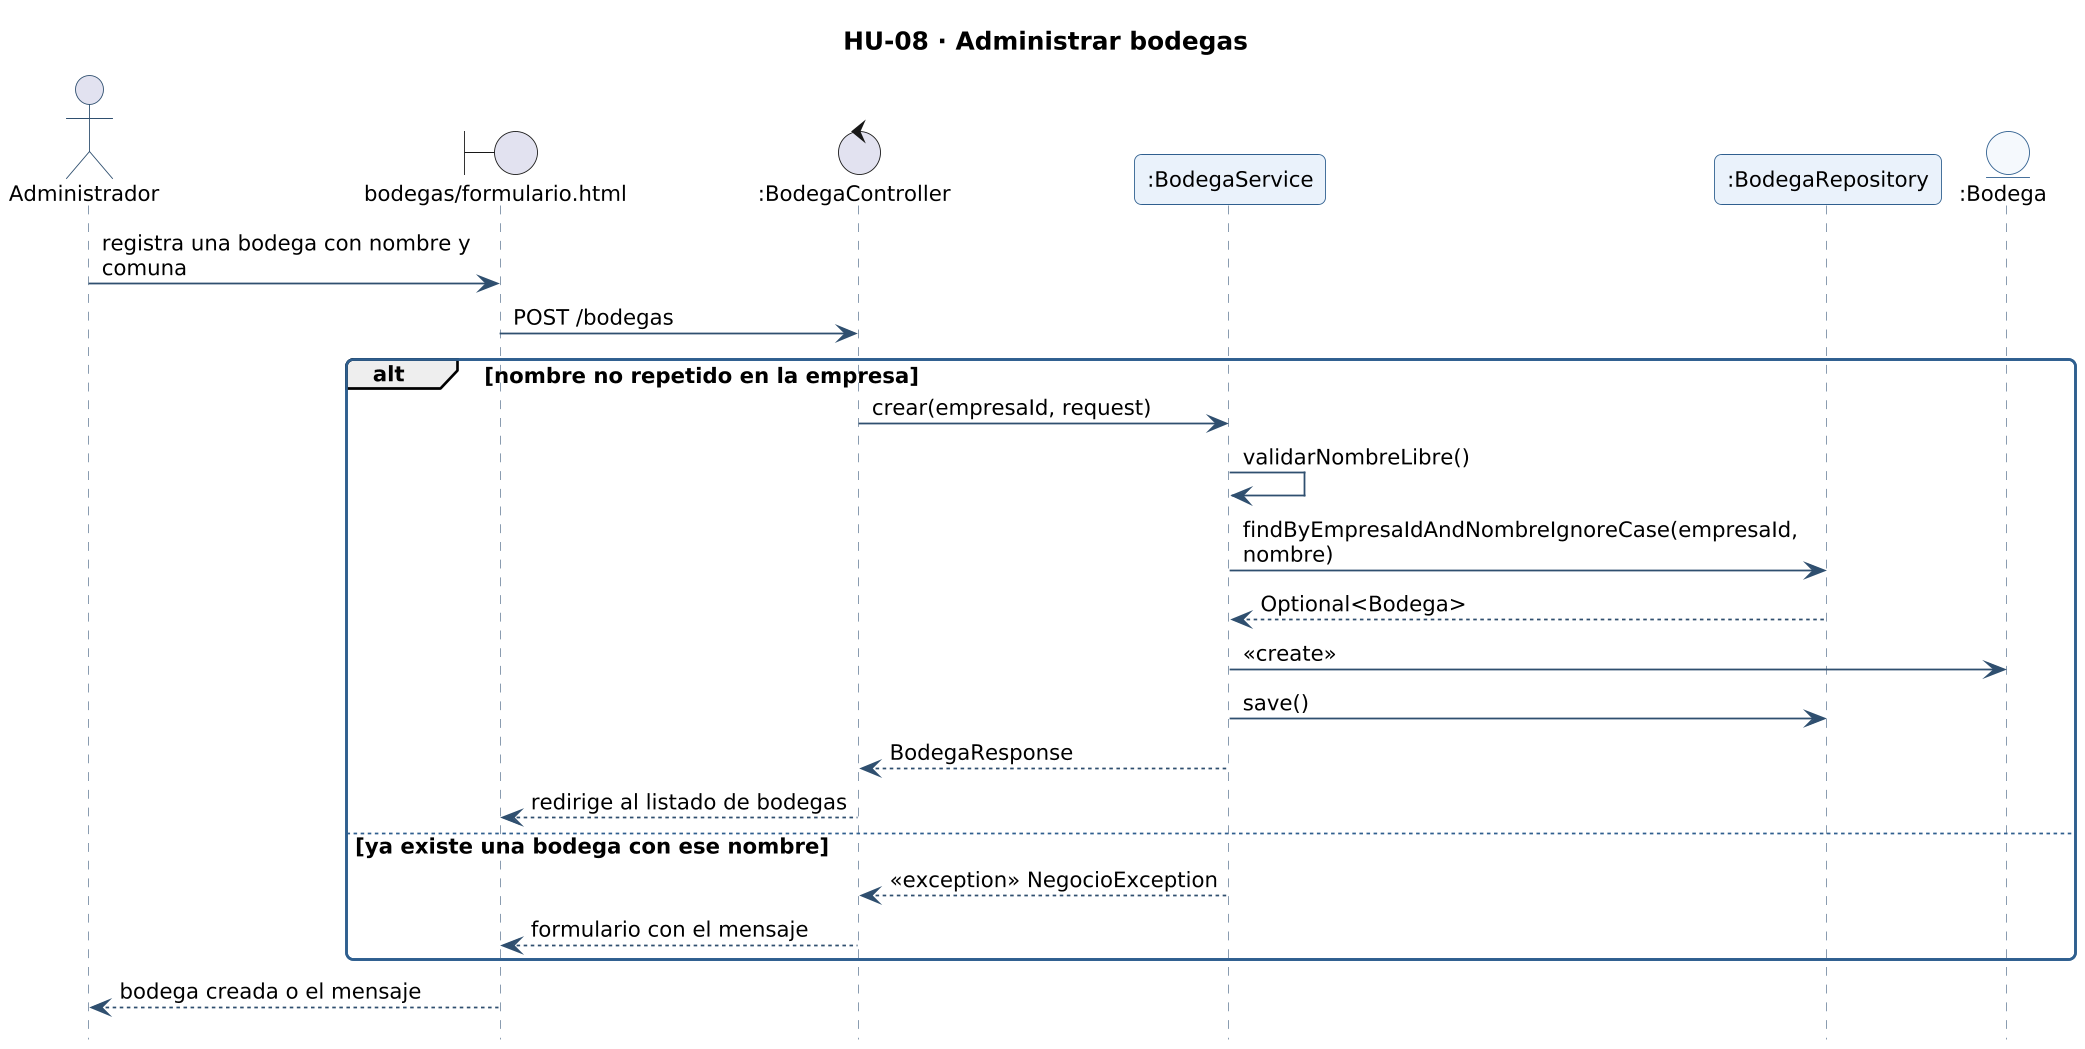 HU-08 · Administrar bodegas
Administrador
bodegas/formulario.html
:BodegaController
:BodegaService
:BodegaRepository
:Bodega
registra una bodega con nombre y
comuna
POST /bodegas
alt
[nombre no repetido en la empresa]
crear(empresaId, request)
validarNombreLibre()
findByEmpresaIdAndNombreIgnoreCase(empresaId,
nombre)
Optional<Bodega>
«create»
save()
BodegaResponse
redirige al listado de bodegas
[ya existe una bodega con ese nombre]
«exception» NegocioException
formulario con el mensaje
bodega creada o el mensaje